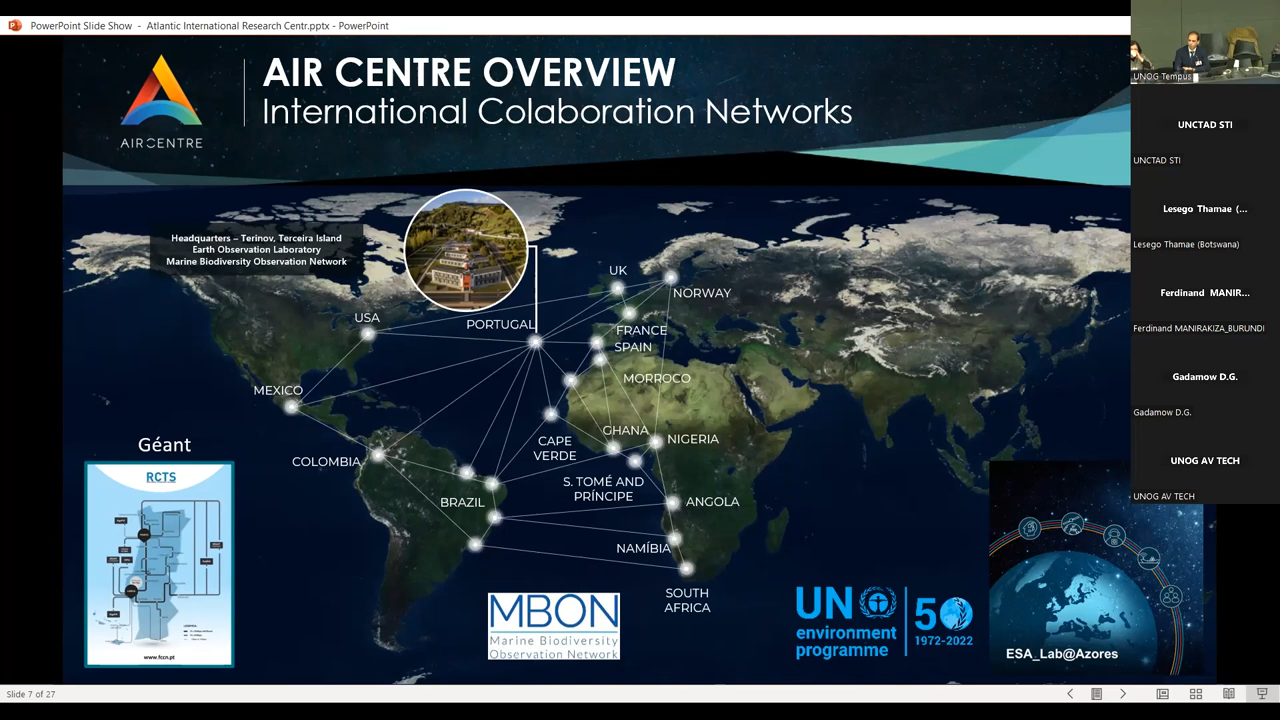 PowerPoint Slide Show - Atlantic International Research Centr.pptx - PowerPoint
AIR CENTRE OVERVIEW
International Colaboration Networks
AIRCENTRE
Headquarters – Terinov, Terceira Island
Earth Observation Laboratory
Marine Biodiversity Observation Network
UK
NORWAY
USA
PORTUGAL
FRANCE
SPAIN
MORROCO
MEXICO
GHANA
NIGERIA
CAPE
VERDE
COLOMBIA
S. TOMÉ AND
PRÍNCIPE
BRAZIL
ANGOLA
NAMÍBIA
SOUTH
AFRICA
Géant
RCTS
www.fccn.pt
MBON
Marine Biodiversity
Observation Network
UN
environment
programme
50
1972-2022
ESA_Lab@Azores
UNOG Tempus
UNCTAD STI
UNCTAD STI
Lesego Thamae (...
Lesego Thamae (Botswana)
Ferdinand MANIR...
Ferdinand MANIRAKIZA_BURUNDI
Gadamow D.G.
Gadamow D.G.
UNOG AV TECH
UNOG AV TECH
Slide 7 of 27